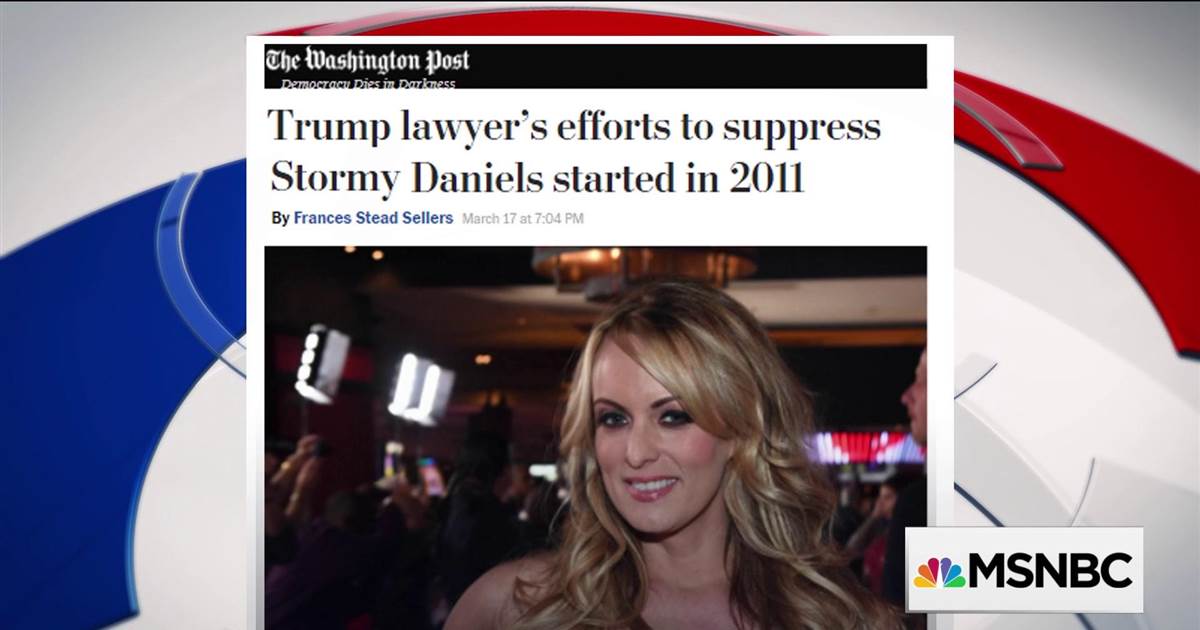 The Washington Post
Democracy Dies in Darkness
Trump lawyer's efforts to suppress
Stormy Daniels started in 2011
By Frances Stead Sellers March 17 at 7:04 PM
MSNBC